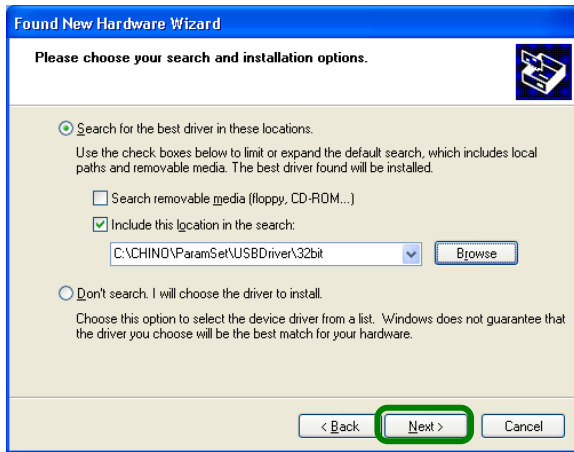 Found New Hardware Wizard
Please choose your search and installation options.
Search for the best driver in these locations.
Use the check boxes below to limit or expand the default search, which includes local
paths and removable media. The best driver found will be installed.
Search removable media (floppy, CD-ROM...)
Include this location in the search:
C:\CHINO\ParamSet\USBDriver\32bit
Browse
Don't search. I will choose the driver to install.
Choose this option to select the device driver from a list. Windows does not guarantee that
the driver you choose will be the best match for your hardware.
< Back Next > Cancel